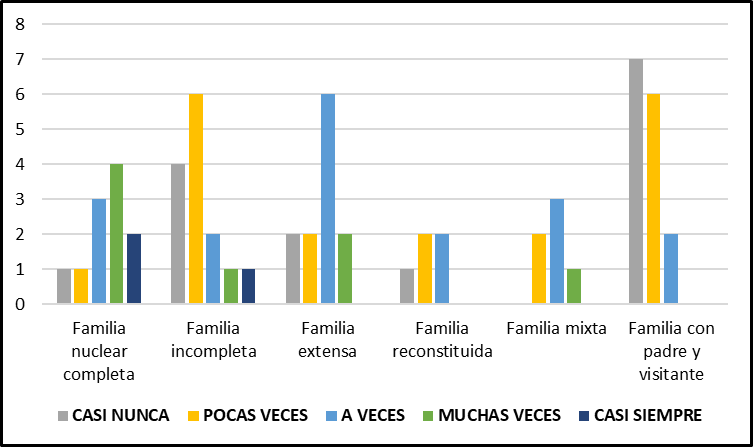 8
7
6
5
4
3
2
1
0
Familia nuclear completa
Familia incompleta
Familia extensa
Familia reconstituida
Familia mixta
Familia con padre y visitante
CASI NUNCA POCAS VECES A VECES MUCHAS VECES CASI SIEMPRE